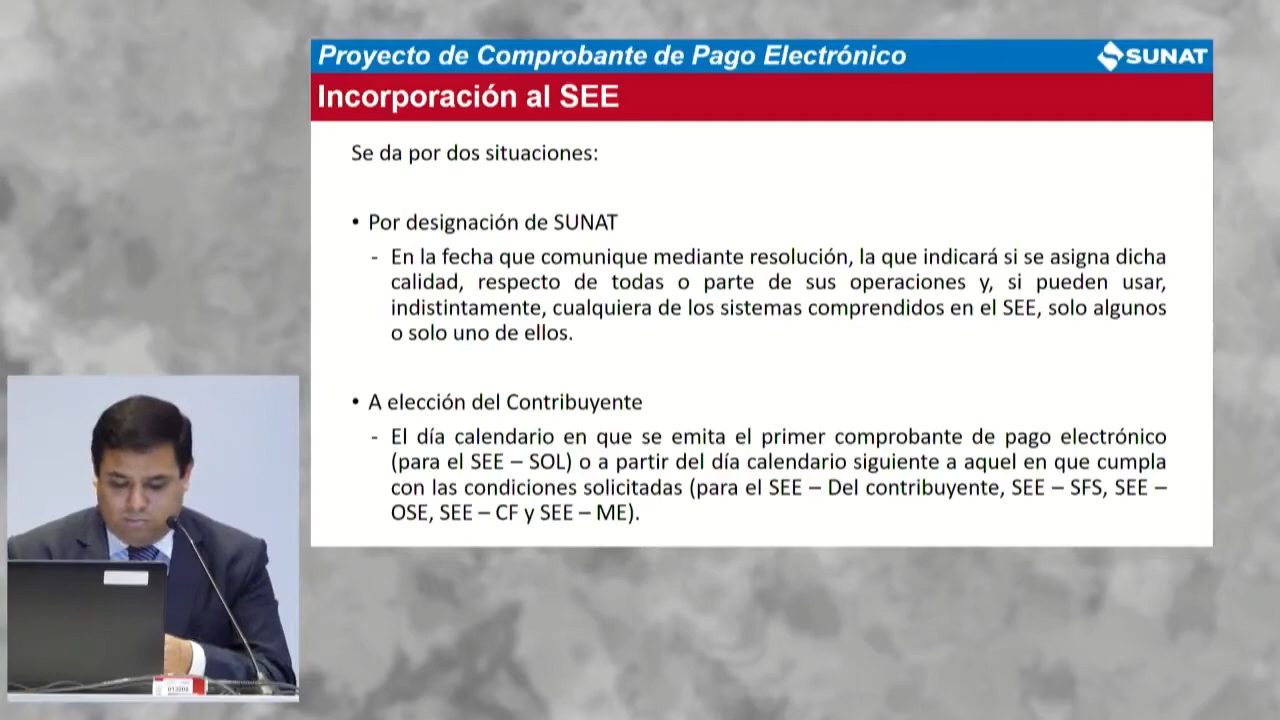 Proyecto de Comprobante de Pago Electrónico
SUNAT
Incorporación al SEE
Se da por dos situaciones:
• Por designación de SUNAT
- En la fecha que comunique mediante resolución, la que indicará si se asigna dicha
calidad, respecto de todas o parte de sus operaciones y, si pueden usar,
indistintamente, cualquiera de los sistemas comprendidos en el SEE, solo algunos
o solo uno de ellos.
• A elección del Contribuyente
- El día calendario en que se emita el primer comprobante de pago electrónico
(para el SEE – SOL) o a partir del día calendario siguiente a aquel en que cumpla
con las condiciones solicitadas (para el SEE – Del contribuyente, SEE – SFS, SEE –
OSE, SEE – CF y SEE – ME).